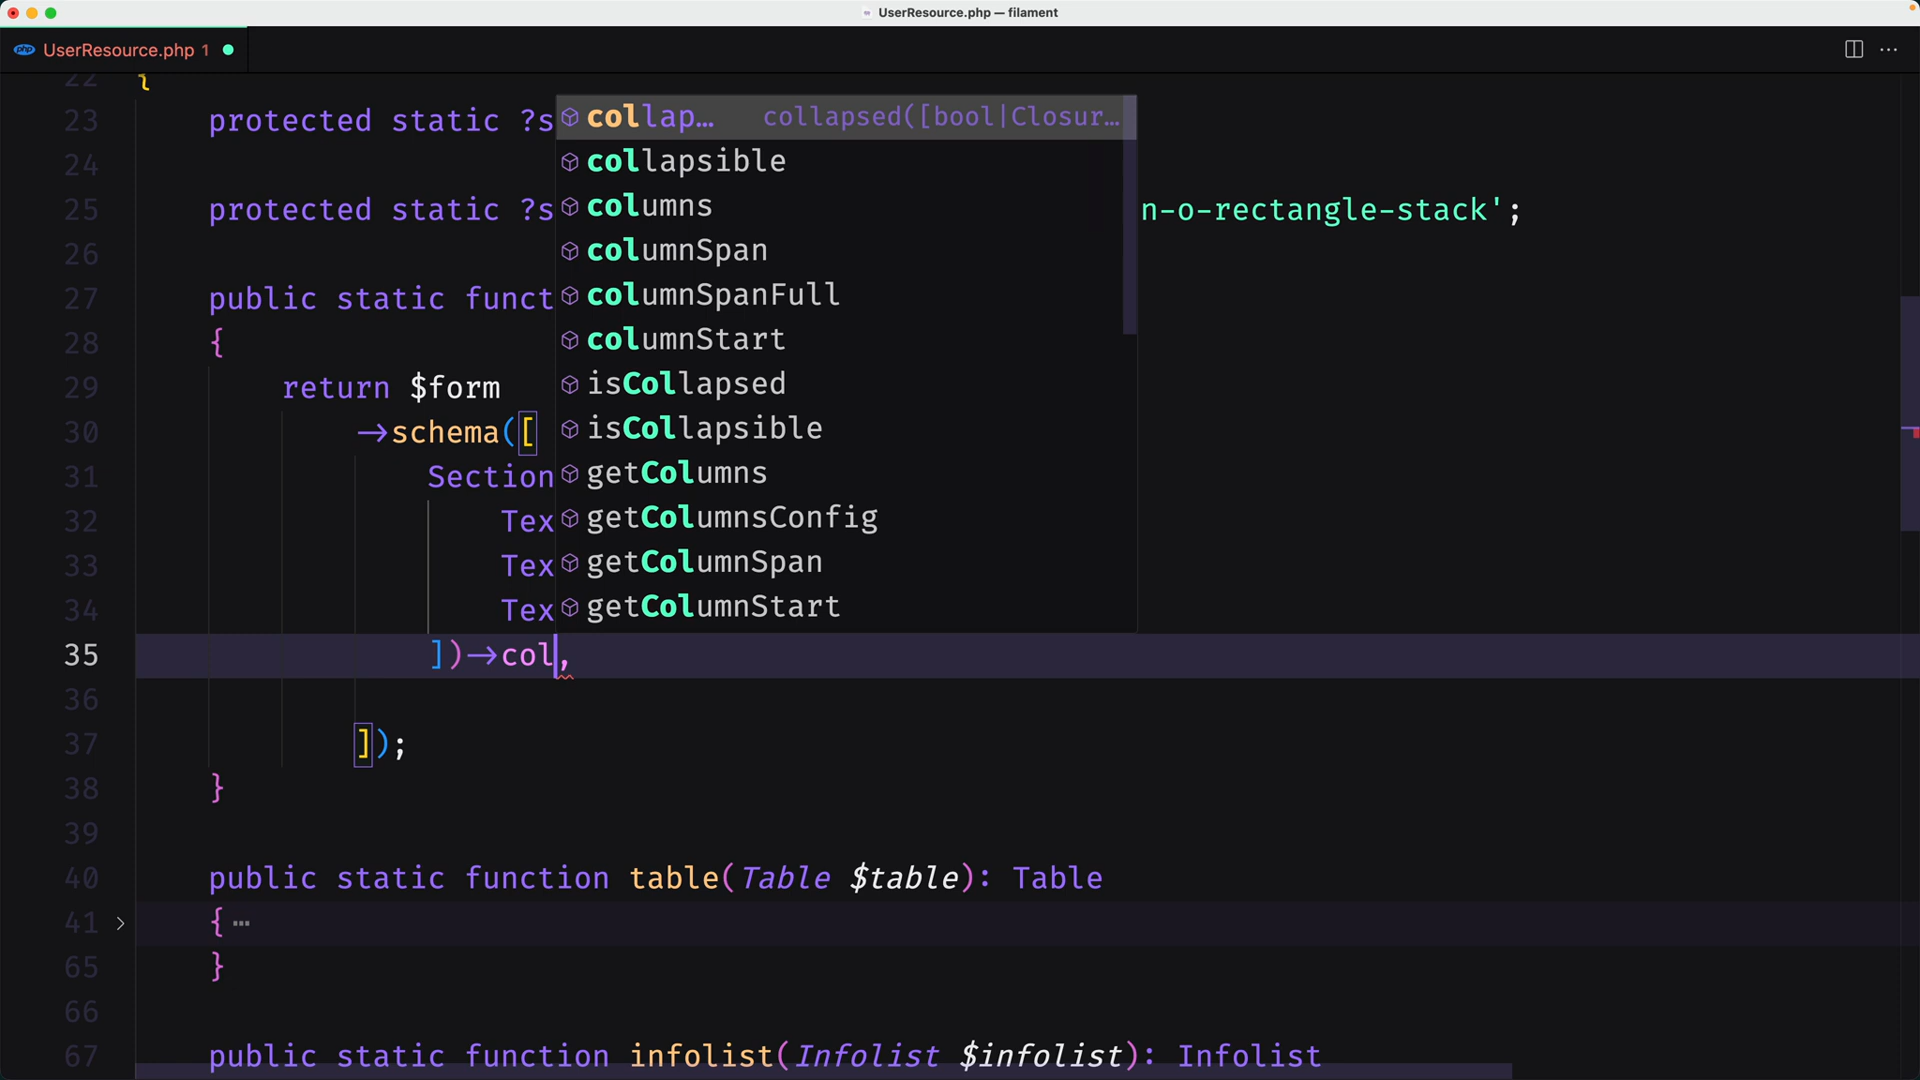 UserResource.php — filament
php UserResource.php 1
22 {
23 protected static ?s
24
25 protected static ?s n-o-rectangle-stack';
26
27 public static funct
28 {
29 return $form
30 ->schema([
31 Section
32 Tex
33 Tex
34 Tex
35 ])->col,
36
37 ]);
38 }
39
40 public static function table(Table $table): Table
41 { ⋯
65 }
66
67 public static function infolist(Infolist $infolist): Infolist
collap… collapsed([bool|Closur…
collapsible
columns
columnSpan
columnSpanFull
columnStart
isCollapsed
isCollapsible
getColumns
getColumnsConfig
getColumnSpan
getColumnStart